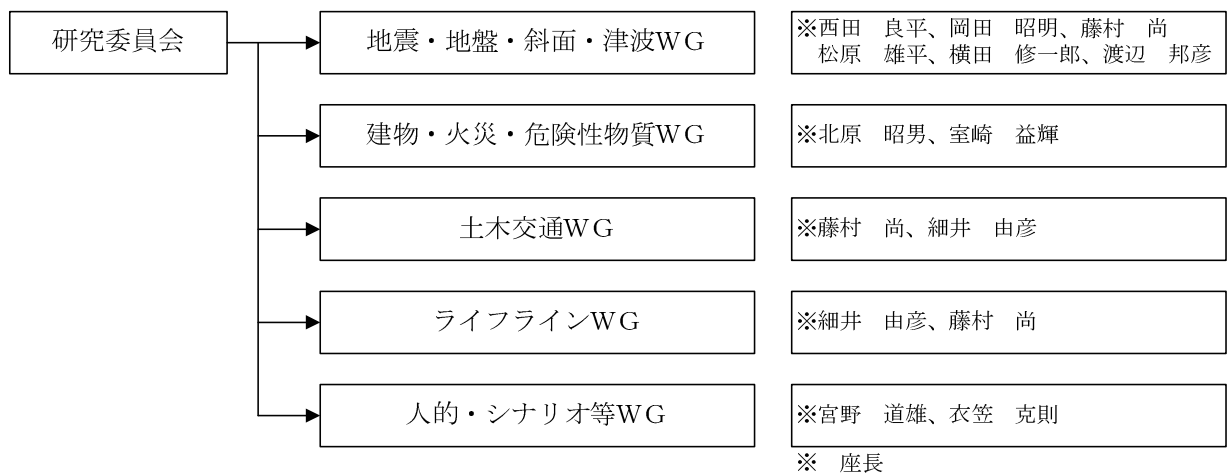 研究委員会
地震・地盤・斜面・津波ＷＧ
※西田　良平、岡田　昭明、藤村　尚
松原　雄平、横田　修一郎、渡辺　邦彦
建物・火災・危険性物質ＷＧ
※北原　昭男、室崎　益輝
土木交通ＷＧ
※藤村　尚、細井　由彦
ライフラインＷＧ
※細井　由彦、藤村　尚
人的・シナリオ等ＷＧ
※宮野　道雄、衣笠　克則
※　座長